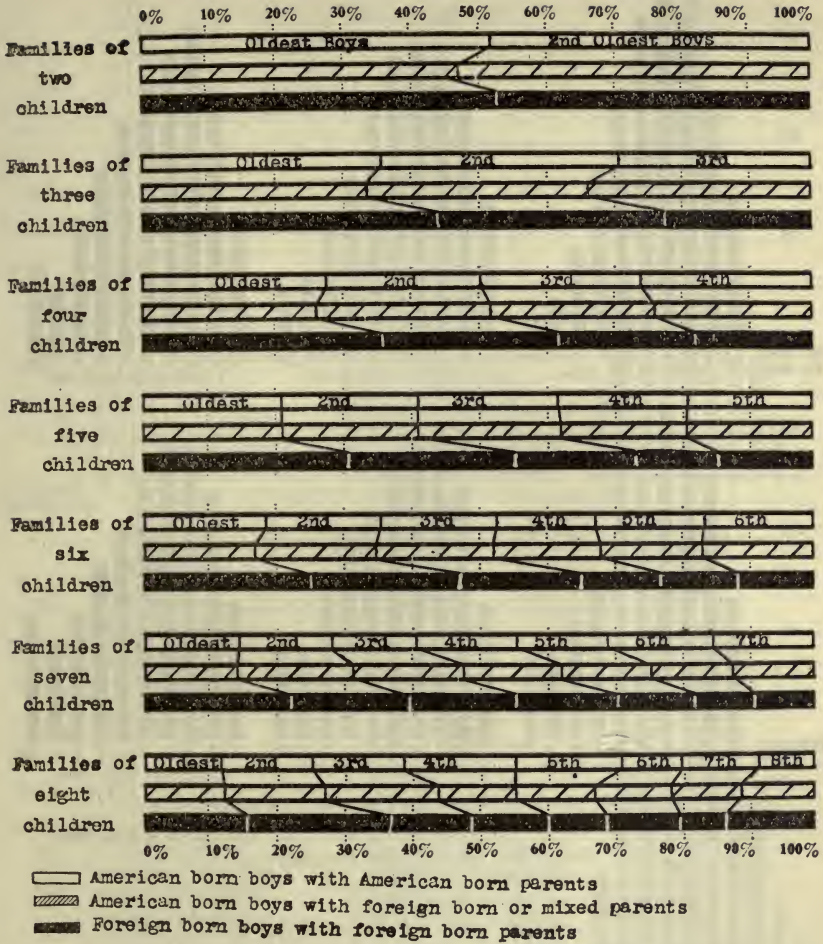 0% 10% 20% 30% 40% 50% 60% 70% 80% 90% 100%
Families of Oldest Boys 2nd Oldest Boys
two
children
Families of Oldest 2nd 3rd
three
children
Families of Oldest 2nd 3rd 4th
four
children
Families of Oldest 2nd 3rd 4th 5th
five
children
Families of Oldest 2nd 3rd 4th 5th 6th
six
children
Families of Oldest 2nd 3rd 4th 5th 6th 7th
seven
children
Families of Oldest 2nd 3rd 4th 5th 6th 7th 8th
eight
children
0% 10% 20% 30% 40% 50% 60% 70% 80% 90% 100%
American born boys with American born parents
American born boys with foreign born or mixed parents
Foreign born boys with foreign born parents